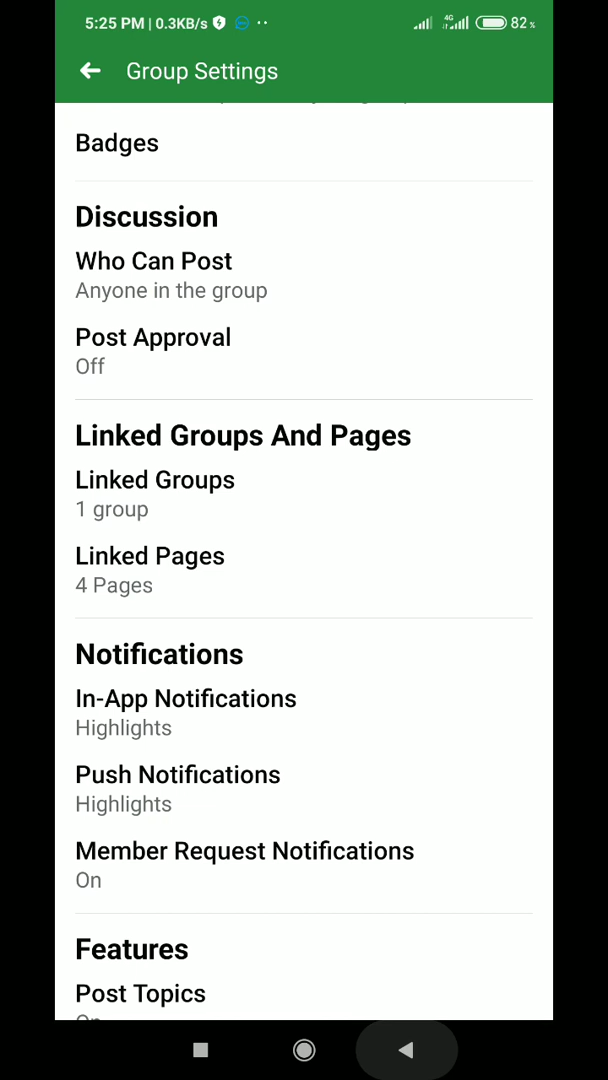 5:25 PM | 0.3KB/s 4G 82%
Group Settings
Badges
Discussion
Who Can Post
Anyone in the group
Post Approval
Off
Linked Groups And Pages
Linked Groups
1 group
Linked Pages
4 Pages
Notifications
In-App Notifications
Highlights
Push Notifications
Highlights
Member Request Notifications
On
Features
Post Topics